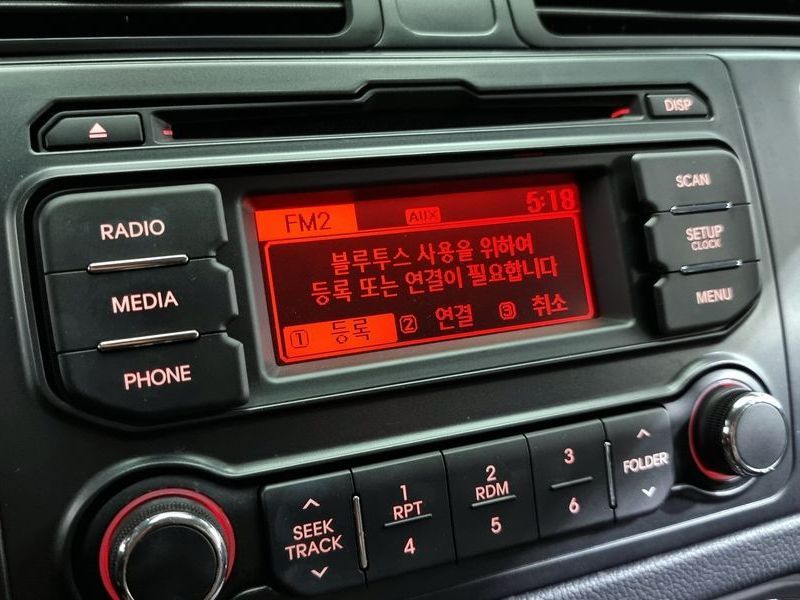 DISP
RADIO
MEDIA
PHONE
FM2 AUX 5:18
블루투스 사용을 위하여
등록 또는 연결이 필요합니다
1 등록 2 연결 3 취소
SCAN
SETUP
CLOCK
MENU
SEEK
TRACK
1
RPT
4
2
RDM
5
3
6
FOLDER